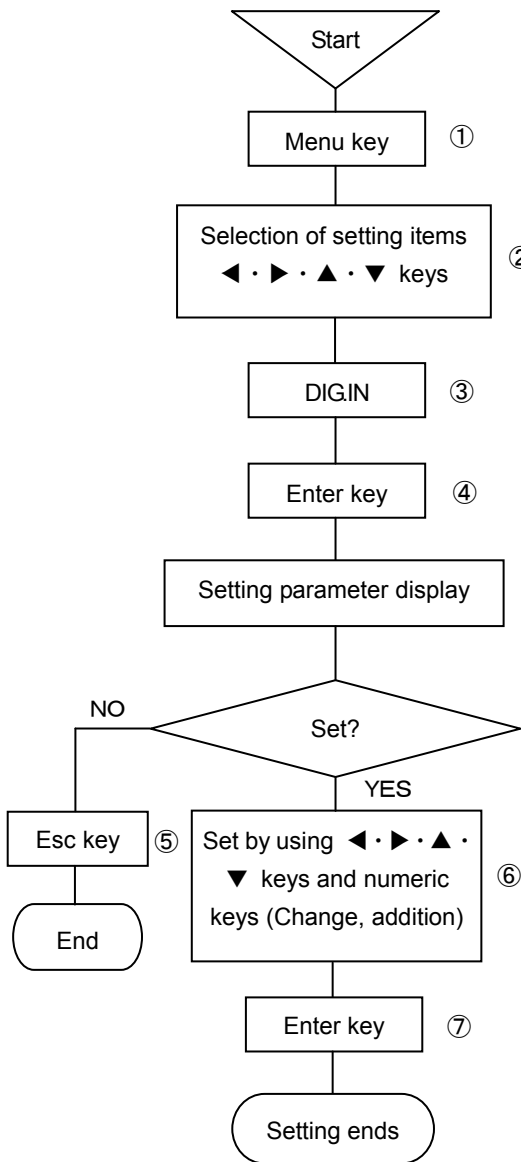 Start
Menu key ①
Selection of setting items
◀・▶・▲・▼ keys
②
DIG.IN ③
Enter key ④
Setting parameter display
NO
Set?
YES
Esc key ⑤
End
Set by using ◀・▶・▲・
▼ keys and numeric
keys (Change, addition)
⑥
Enter key ⑦
Setting ends